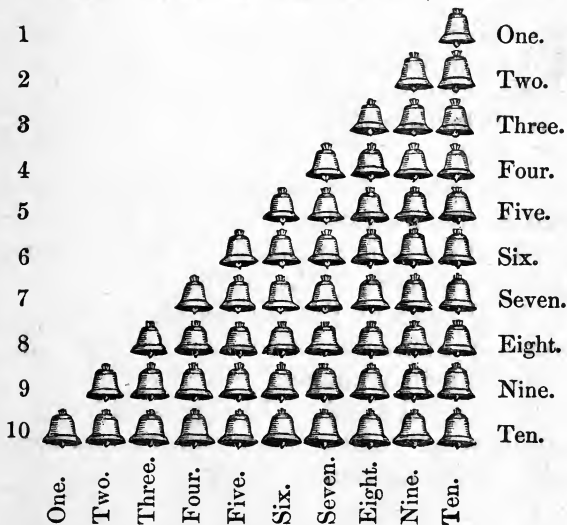 1 One.
2 Two.
3 Three.
4 Four.
5 Five.
6 Six.
7 Seven.
8 Eight.
9 Nine.
10 Ten.
One. Two. Three. Four. Five. Six. Seven. Eight. Nine. Ten.